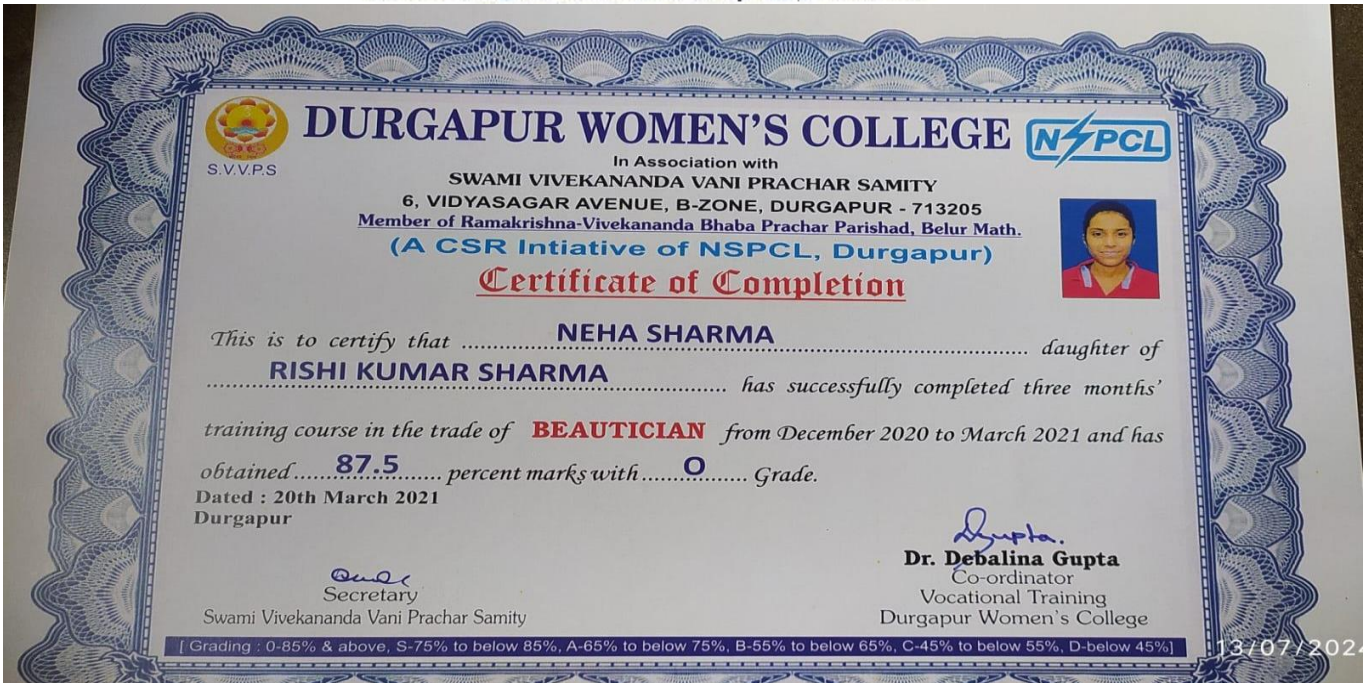 DURGAPUR WOMEN'S COLLEGE
NSPCL
S.V.V.P.S
In Association with
SWAMI VIVEKANANDA VANI PRACHAR SAMITY
6, VIDYASAGAR AVENUE, B-ZONE, DURGAPUR - 713205
Member of Ramakrishna-Vivekananda Bhaba Prachar Parishad, Belur Math.
(A CSR Intiative of NSPCL, Durgapur)
Certificate of Completion
This is to certify that ........ NEHA SHARMA ........ daughter of
........ RISHI KUMAR SHARMA ........ has successfully completed three months'
training course in the trade of BEAUTICIAN from December 2020 to March 2021 and has
obtained ...... 87.5 ...... percent marks with ...... O ...... Grade.
Dated : 20th March 2021
Durgapur
Gupta.
Dr. Debalina Gupta
Co-ordinator
Vocational Training
Durgapur Women's College
Secretary
Swami Vivekananda Vani Prachar Samity
[ Grading : 0-85% & above, S-75% to below 85%, A-65% to below 75%, B-55% to below 65%, C-45% to below 55%, D-below 45%]
13/07/202